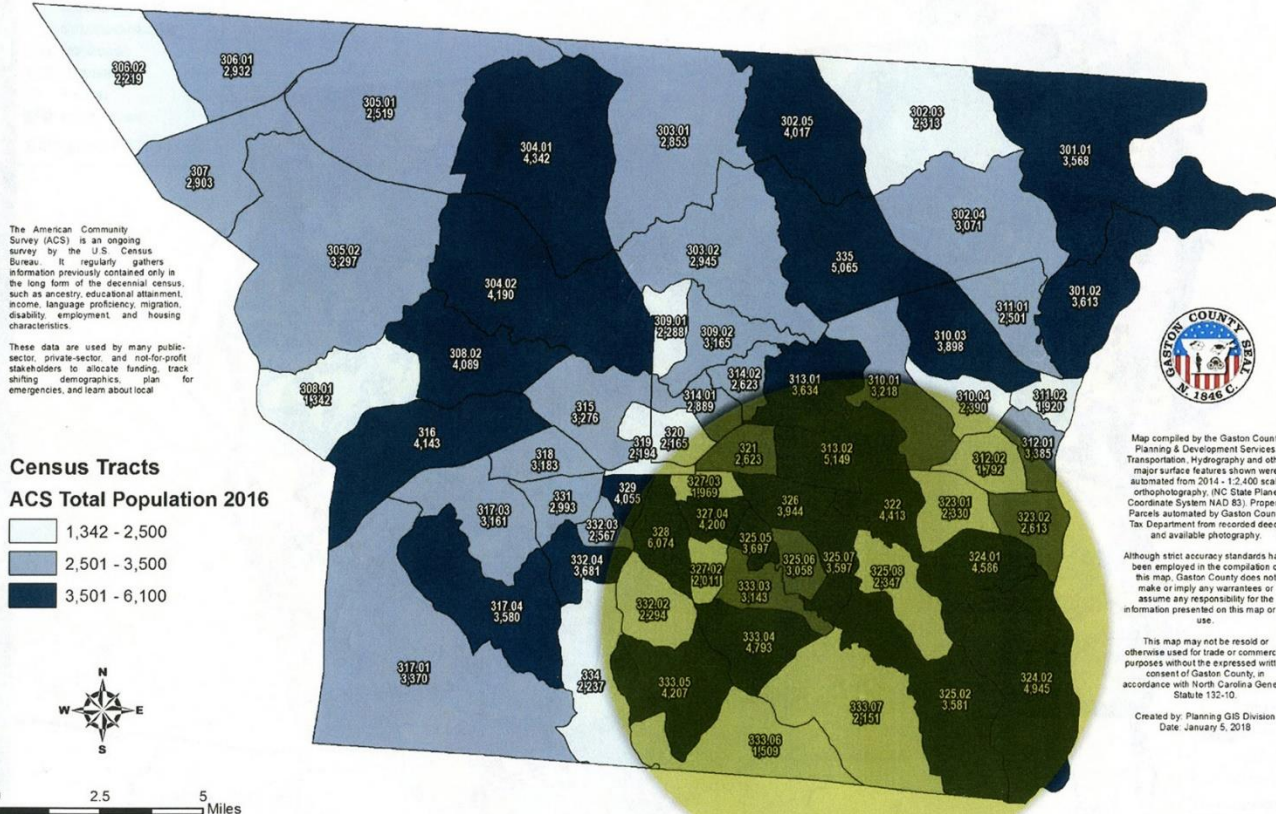 306.02
2,219
306.01
2,932
305.01
2,519
304.01
4,342
303.01
2,853
302.05
4,017
302.03
2,313
301.01
3,568
307
2,903
305.02
3,297
304.02
4,190
303.02
2,945
335
5,065
302.04
3,071
301.02
3,613
311.01
2,501
309.01
2,288
309.02
3,165
310.03
3,898
308.02
4,089
308.01
1,342
314.02
2,623
314.01
2,889
313.01
3,634
310.01
3,218
310.04
2,390
311.02
1,920
315
3,276
316
4,143
320
2,165
319
2,194
318
3,183
321
2,623
313.02
5,149
312.02
1,792
312.01
3,385
317.03
3,161
331
2,993
329
4,055
332.03
2,567
327.03
1,969
327.04
4,200
326
3,944
322
4,413
323.01
2,330
323.02
2,613
328
6,074
325.05
3,697
325.06
3,058
325.07
3,597
325.08
2,347
324.01
4,586
332.04
3,681
327.02
2,011
333.03
3,143
332.02
2,294
317.04
3,580
333.04
4,793
317.01
3,370
334
2,237
333.05
4,207
333.07
2,151
325.02
3,581
324.02
4,945
333.06
1,509
The American Community
Survey (ACS) is an ongoing
survey by the U.S. Census
Bureau. It regularly gathers
information previously contained only in
the long form of the decennial census,
such as ancestry, educational attainment,
income, language proficiency, migration,
disability, employment, and housing
characteristics.
These data are used by many public-
sector, private-sector, and not-for-profit
stakeholders to allocate funding, track
shifting demographics, plan for
emergencies, and learn about local
Census Tracts
ACS Total Population 2016
1,342 - 2,500
2,501 - 3,500
3,501 - 6,100
N
W E
S
2.5 5
Miles
GASTON COUNTY SEAL
N. 1846 C.
Map compiled by the Gaston Coun
Planning & Development Services
Transportation, Hydrography and oth
major surface features shown were
automated from 2014 - 1:2,400 scal
orthophotography, (NC State Plane
Coordinate System NAD 83). Proper
Parcels automated by Gaston Coun
Tax Department from recorded deed
and available photography.
Although strict accuracy standards ha
been employed in the compilation o
this map, Gaston County does not
make or imply any warrantees or
assume any responsibility for the
information presented on this map or
use.
This map may not be resold or
otherwise used for trade or commerc
purposes without the expressed writt
consent of Gaston County, in
accordance with North Carolina Gene
Statute 132-10.
Created by: Planning GIS Division
Date: January 5, 2018